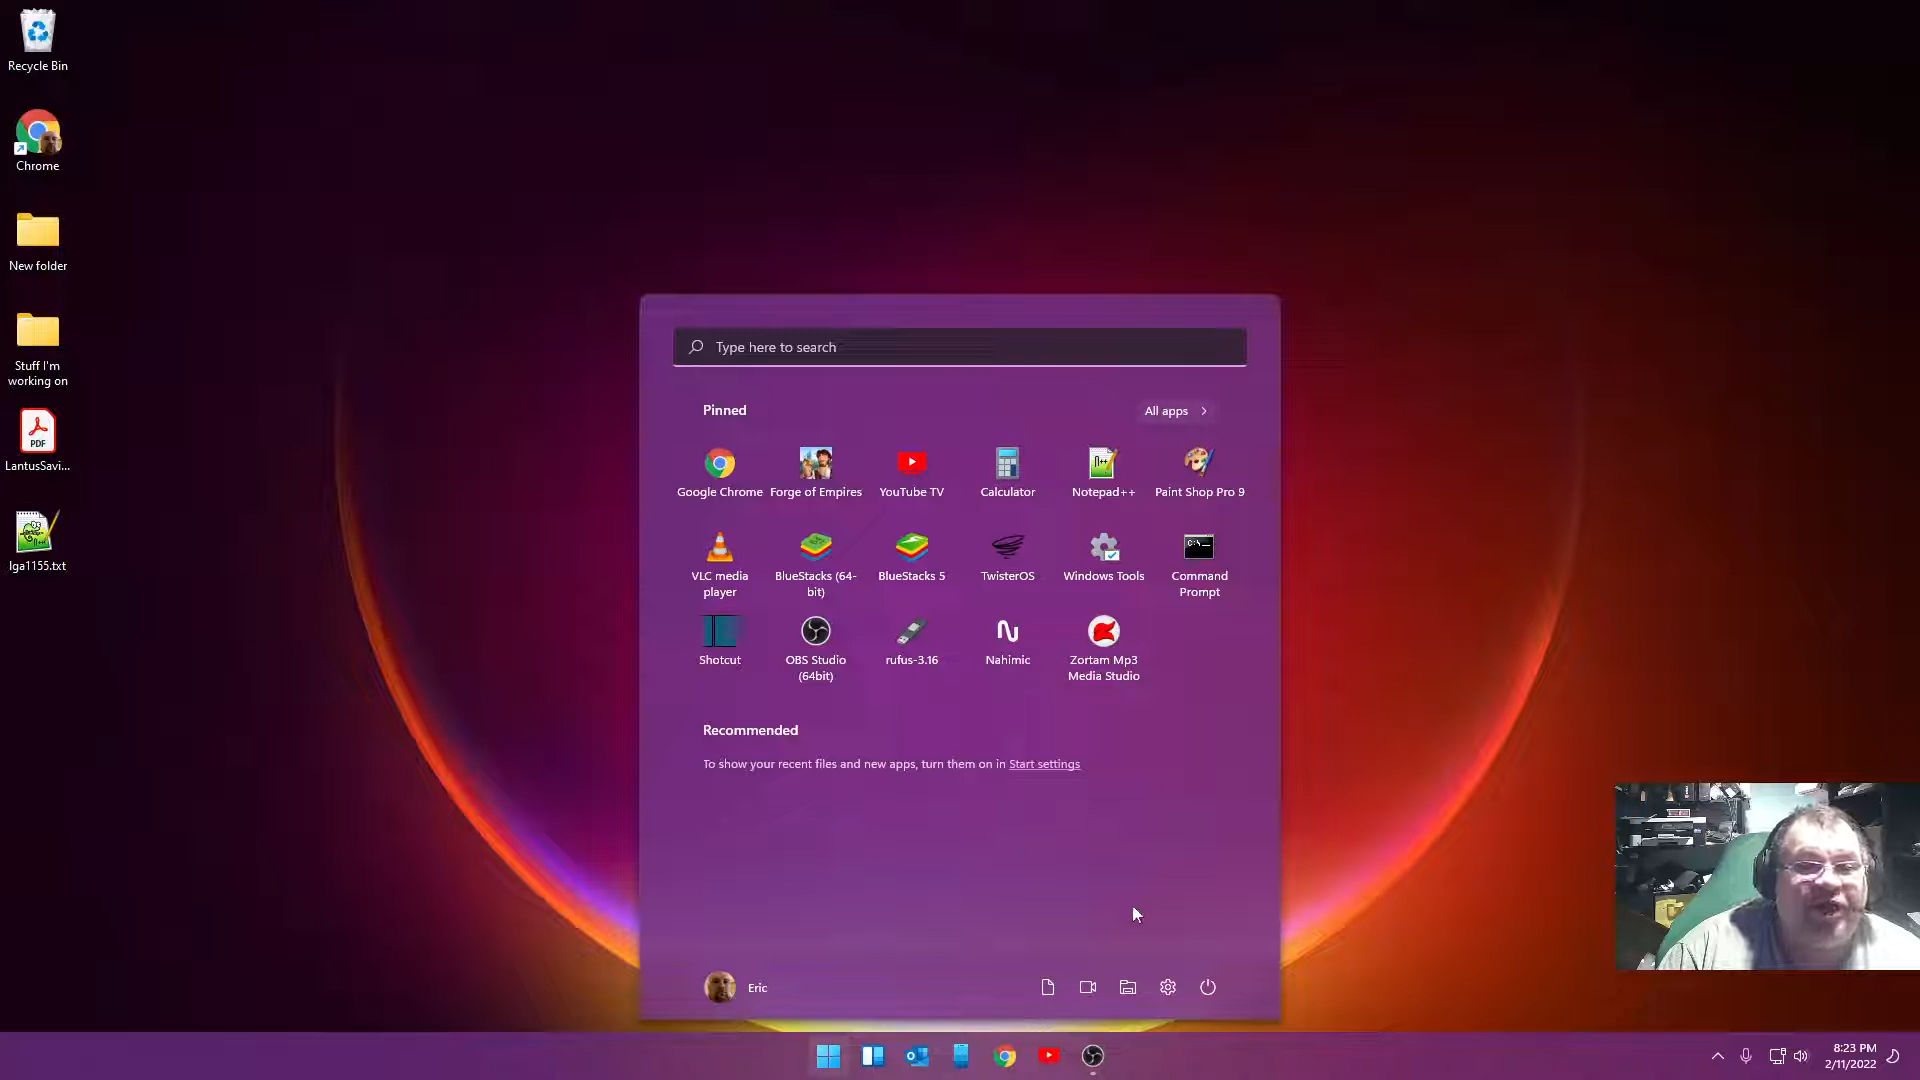 Recycle Bin
Chrome
New folder
Stuff I'm
working on
PDF
LantusSavi...
Iga1155.txt
Type here to search
Pinned
All apps
Google Chrome
Forge of Empires
YouTube TV
Calculator
Notepad++
Paint Shop Pro 9
VLC media
player
BlueStacks (64-
bit)
BlueStacks 5
TwisterOS
Windows Tools
Command
Prompt
Shotcut
OBS Studio
(64bit)
rufus-3.16
Nahimic
Zortam Mp3
Media Studio
Recommended
To show your recent files and new apps, turn them on in Start settings
Eric
8:23 PM
2/11/2022